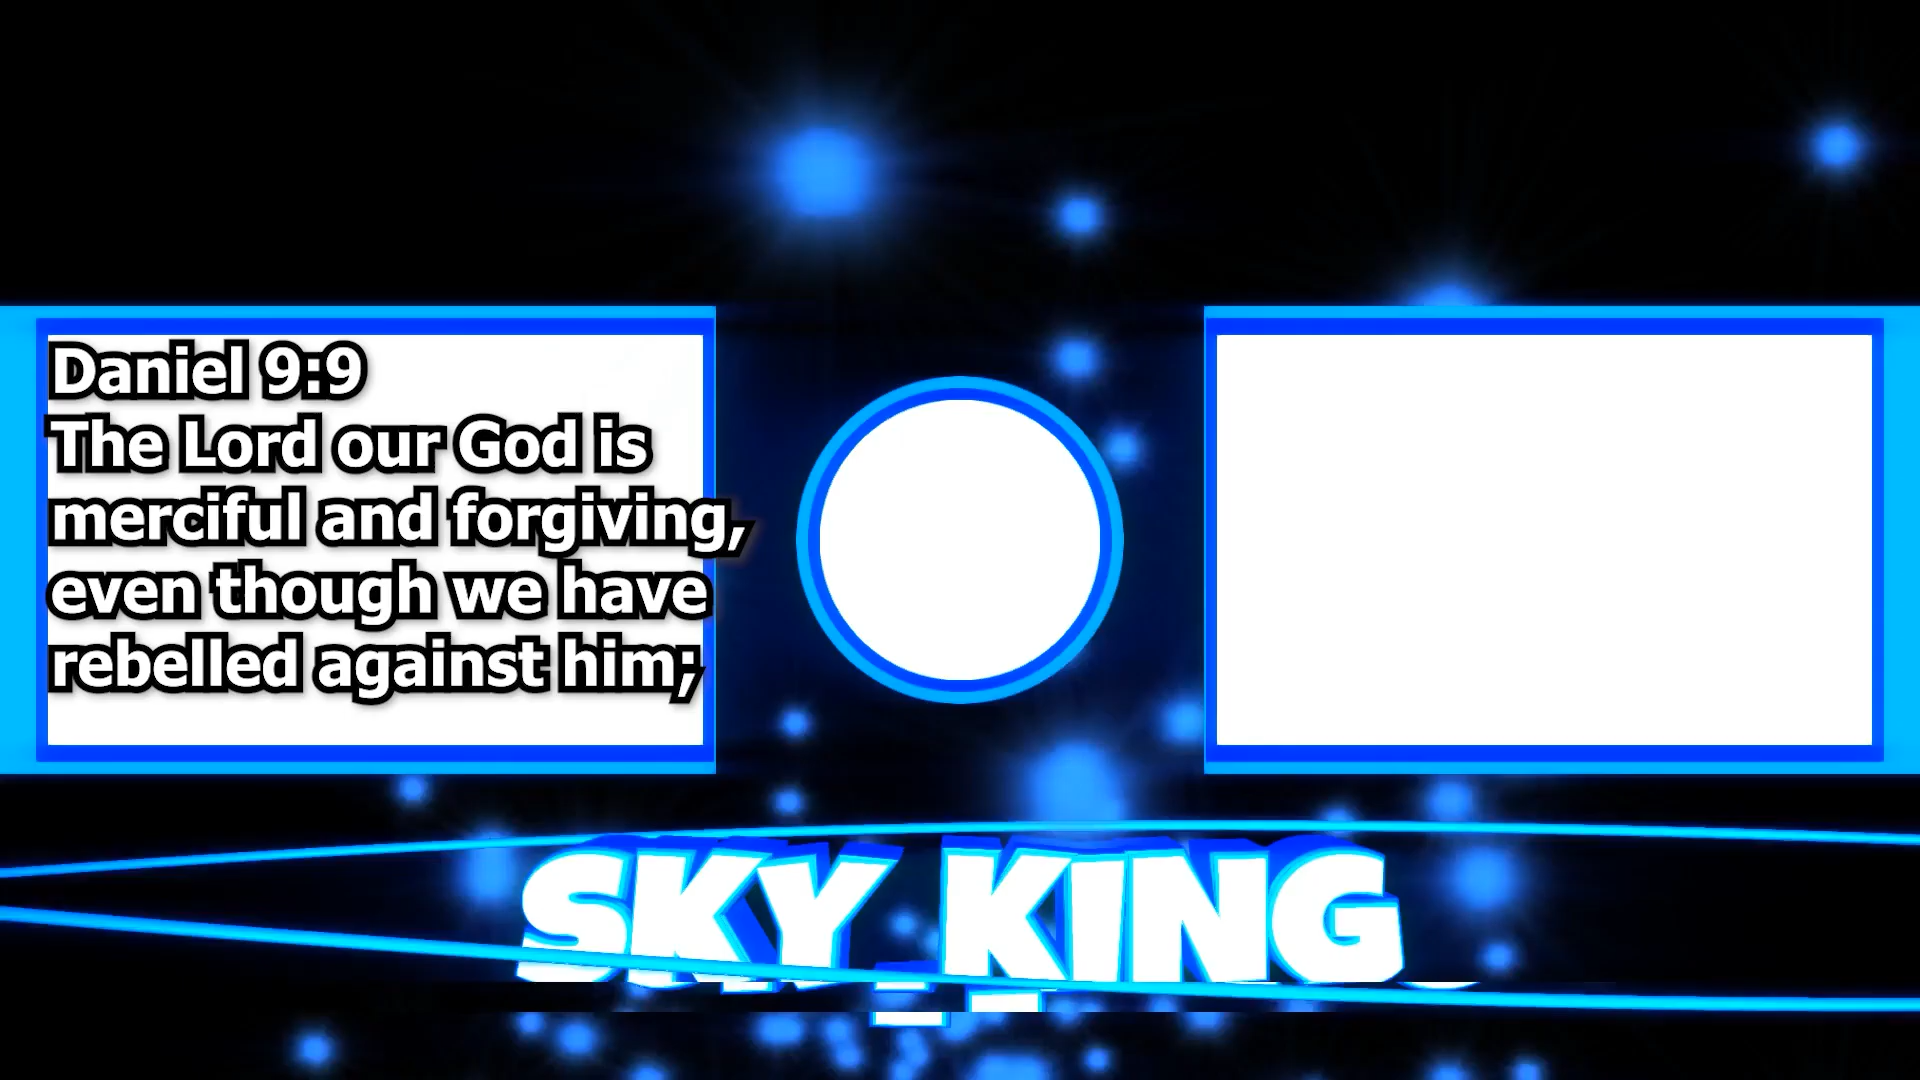 Daniel 9:9
The Lord our God is
merciful and forgiving,
even though we have
rebelled against him;
SKY KING